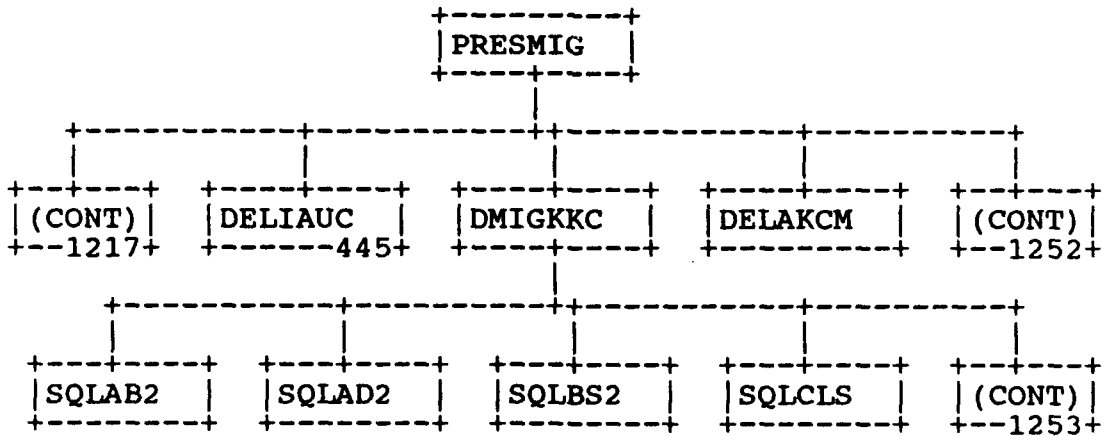 PRESMIG
(CONT) DELIAUC DMIGKKC DELAKCM (CONT)
1217 445 1252
SQLAB2 SQLAD2 SQLBS2 SQLCLS (CONT)
1253